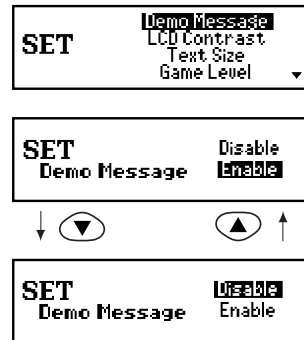 SET
Demo Message
LCD Contrast
Text Size
Game Level
SET
Demo Message
Disable
Enable
SET
Demo Message
Disable
Enable